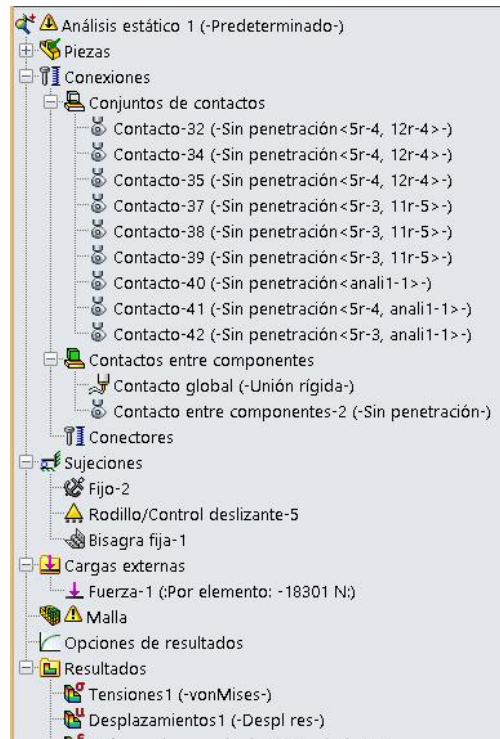 Análisis estático 1 (-Predeterminado-)
Piezas
Conexiones
Conjuntos de contactos
Contacto-32 (-Sin penetración<5r-4, 12r-4>-)
Contacto-34 (-Sin penetración<5r-4, 12r-4>-)
Contacto-35 (-Sin penetración<5r-4, 12r-4>-)
Contacto-37 (-Sin penetración<5r-3, 11r-5>-)
Contacto-38 (-Sin penetración<5r-3, 11r-5>-)
Contacto-39 (-Sin penetración<5r-3, 11r-5>-)
Contacto-40 (-Sin penetración<anali1-1>-)
Contacto-41 (-Sin penetración<5r-4, anali1-1>-)
Contacto-42 (-Sin penetración<5r-3, anali1-1>-)
Contactos entre componentes
Contacto global (-Unión rígida-)
Contacto entre componentes-2 (-Sin penetración-)
Conectores
Sujeciones
Fijo-2
Rodillo/Control deslizante-5
Bisagra fija-1
Cargas externas
Fuerza-1 (:Por elemento: -18301 N:)
Malla
Opciones de resultados
Resultados
Tensiones1 (-vonMises-)
Desplazamientos1 (-Despl res-)